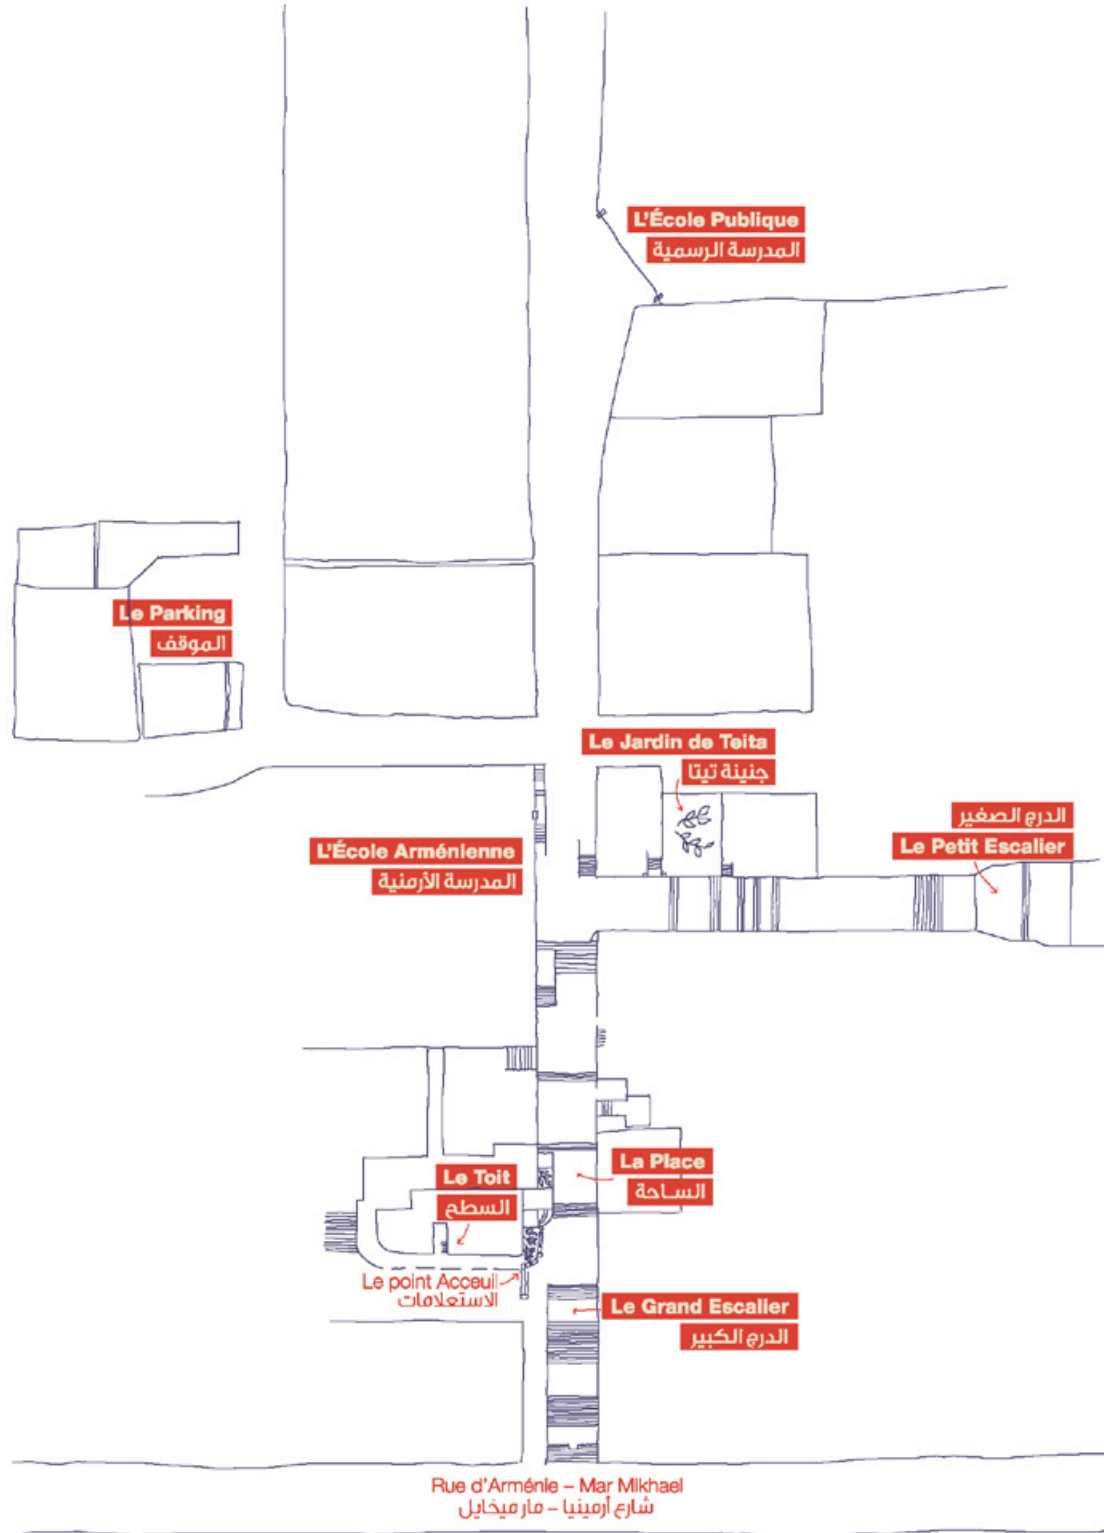 L'École Publique
المدرسة الرسمية
Le Parking
الموقف
Le Jardin de Teita
جنينة تيتا
الدرج الصغير
Le Petit Escalier
L'École Arménienne
المدرسة الأرمنية
La Place
الساحة
Le Toit
السطح
Le point Acceuil
الاستعلامات
Le Grand Escalier
الدرج الكبير
Rue d'Arménie – Mar Mikhael
شارع أرمينيا – مار ميخايل